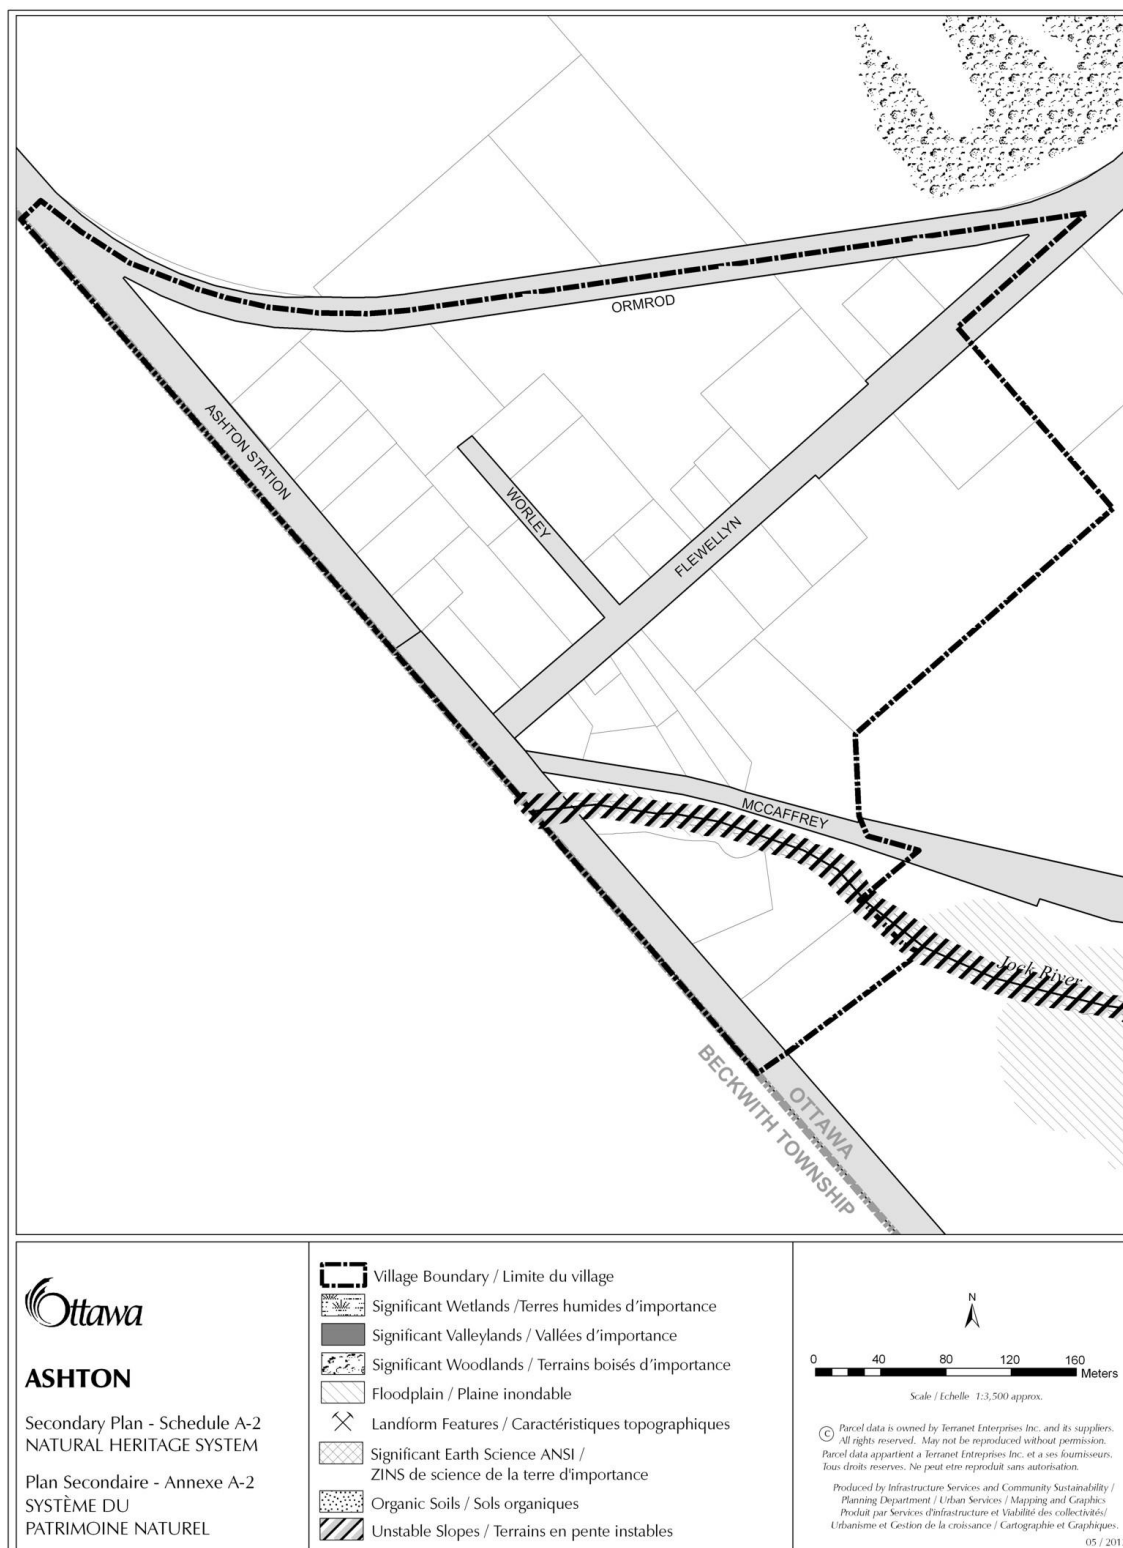 ORMROD
ASHTON STATION
WORLEY
FLEWELLYN
MCCAFFREY
Jock River
OTTAWA
BECKWITH TOWNSHIP
Ottawa
ASHTON
Secondary Plan - Schedule A-2
NATURAL HERITAGE SYSTEM
Plan Secondaire - Annexe A-2
SYSTÈME DU
PATRIMOINE NATUREL
Village Boundary / Limite du village
Significant Wetlands /Terres humides d'importance
Significant Valleylands / Vallées d'importance
Significant Woodlands / Terrains boisés d'importance
Floodplain / Plaine inondable
Landform Features / Caractéristiques topographiques
Significant Earth Science ANSI /
ZINS de science de la terre d'importance
Organic Soils / Sols organiques
Unstable Slopes / Terrains en pente instables
N
0 40 80 120 160
Meters
Scale / Echelle 1:3,500 approx.
© Parcel data is owned by Terranet Enterprises Inc. and its suppliers.
All rights reserved. May not be reproduced without permission.
Parcel data appartient a Terranet Entreprises Inc. et a ses fournisseurs.
Tous droits reserves. Ne peut etre reproduit sans autorisation.
Produced by Infrastructure Services and Community Sustainability /
Planning Department / Urban Services / Mapping and Graphics
Produit par Services d'infrastructure et Viabilité des collectivités/
Urbanisme et Gestion de la croissance / Cartographie et Graphiques.
05 /